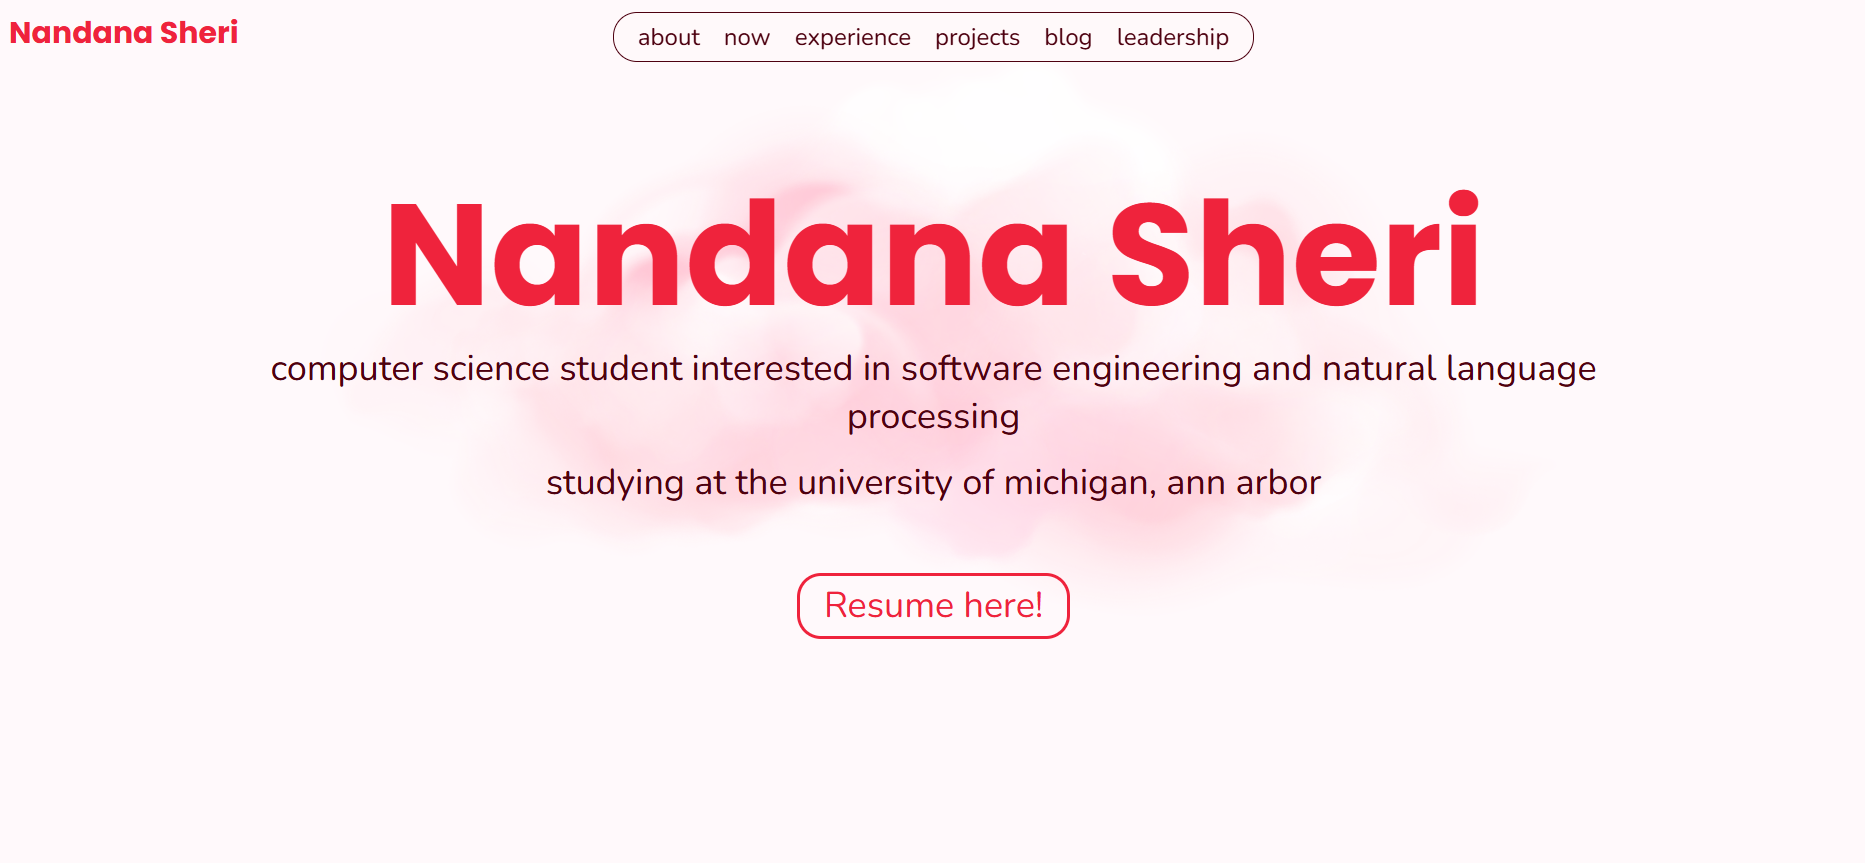 Nandana Sheri
about now experience projects blog leadership
Nandana Sheri
computer science student interested in software engineering and natural language
processing
studying at the university of michigan, ann arbor
Resume here!